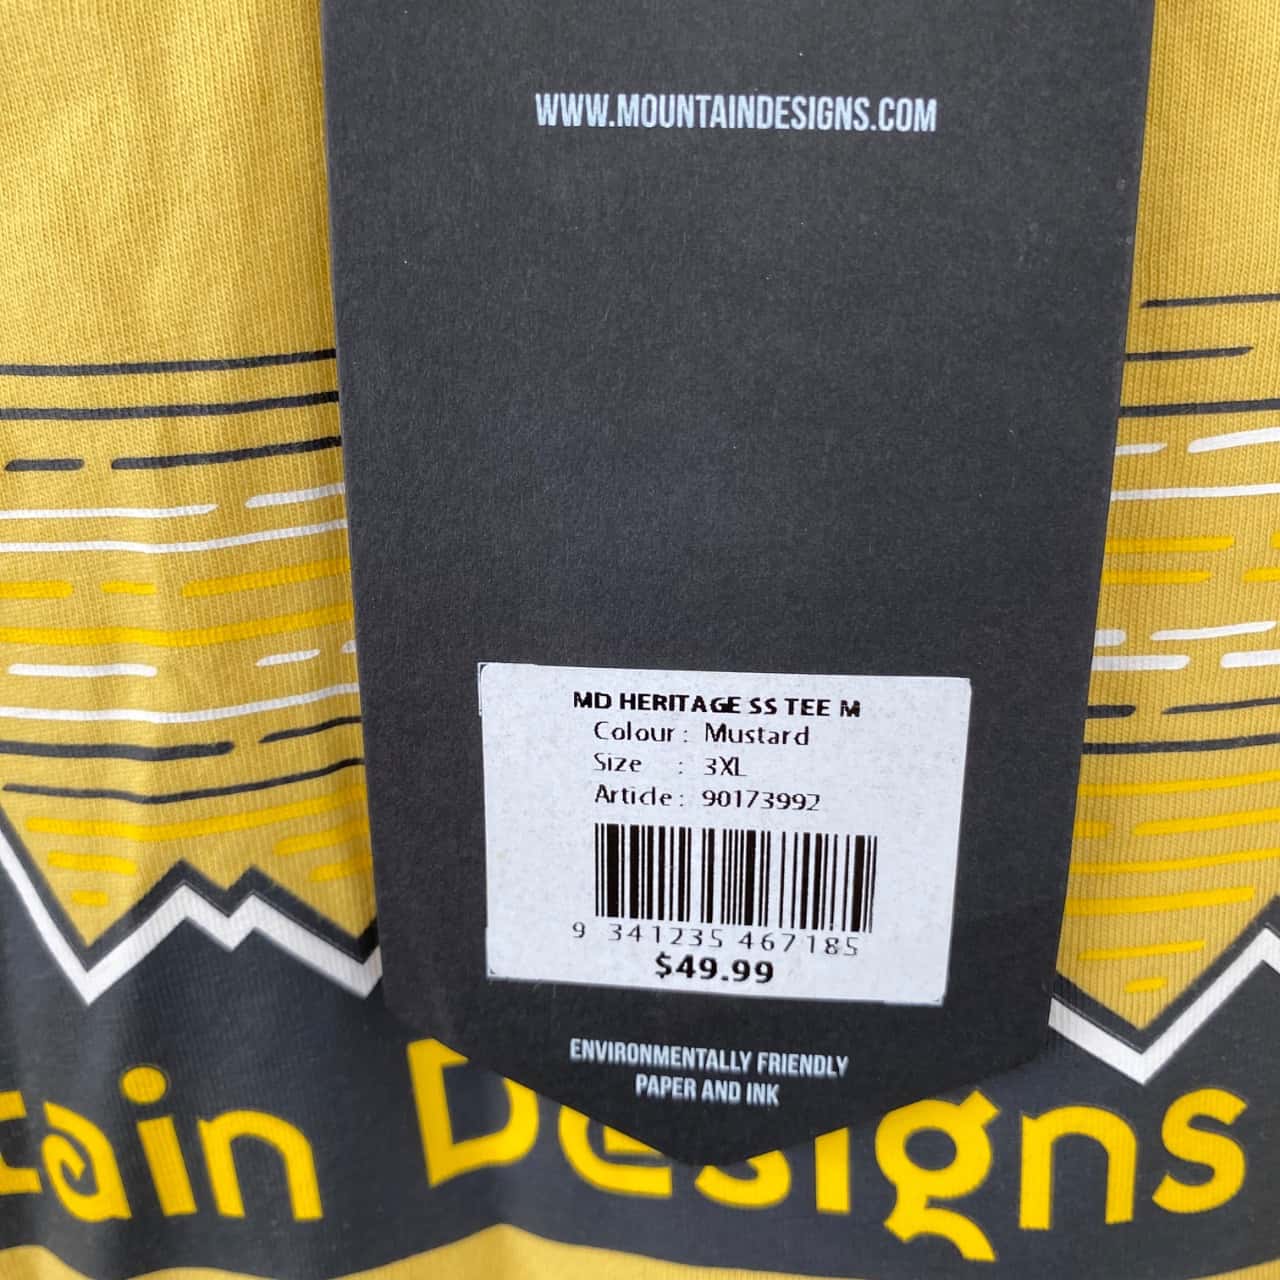 WWW.MOUNTAINDESIGNS.COM
MD HERITAGE SS TEE M
Colour : Mustard
Size : 3XL
Article : 90173992
9 341235 467185
$49.99
ENVIRONMENTALLY FRIENDLY
PAPER AND INK
tain Designs